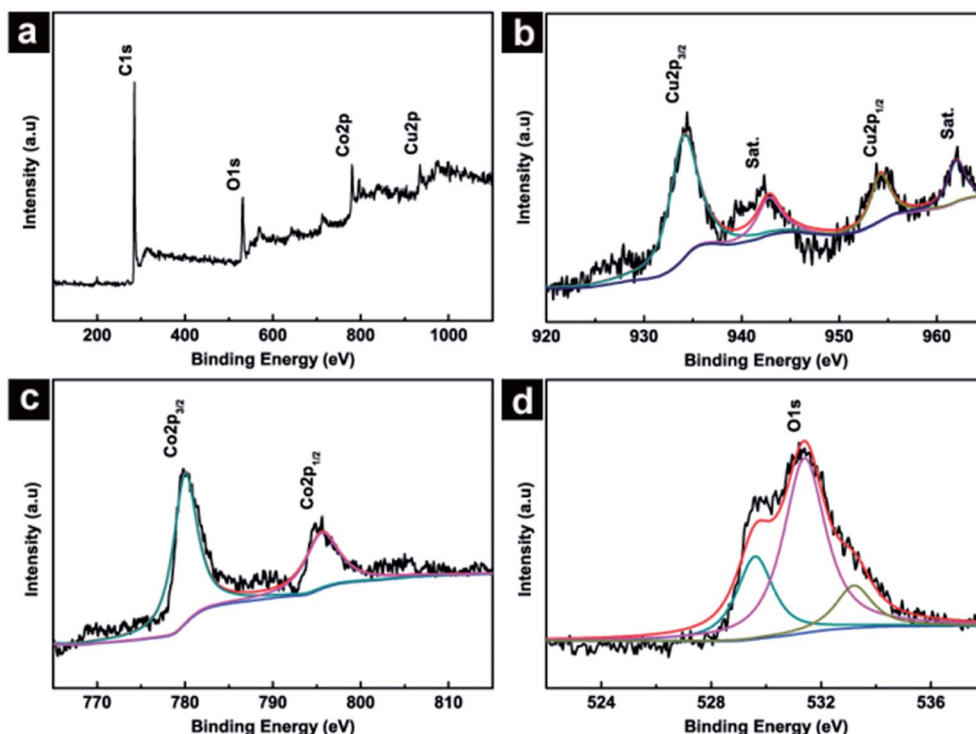 a
C1s
O1s
Co2p
Cu2p
Intensity (a.u)
200 400 600 800 1000
Binding Energy (eV)
b
Cu2p3/2
Sat.
Cu2p1/2
Sat.
Intensity (a.u)
920 930 940 950 960
Binding Energy (eV)
c
Co2p3/2
Co2p1/2
Intensity (a.u)
770 780 790 800 810
Binding Energy (eV)
d
O1s
Intensity (a.u)
524 528 532 536
Binding Energy (eV)